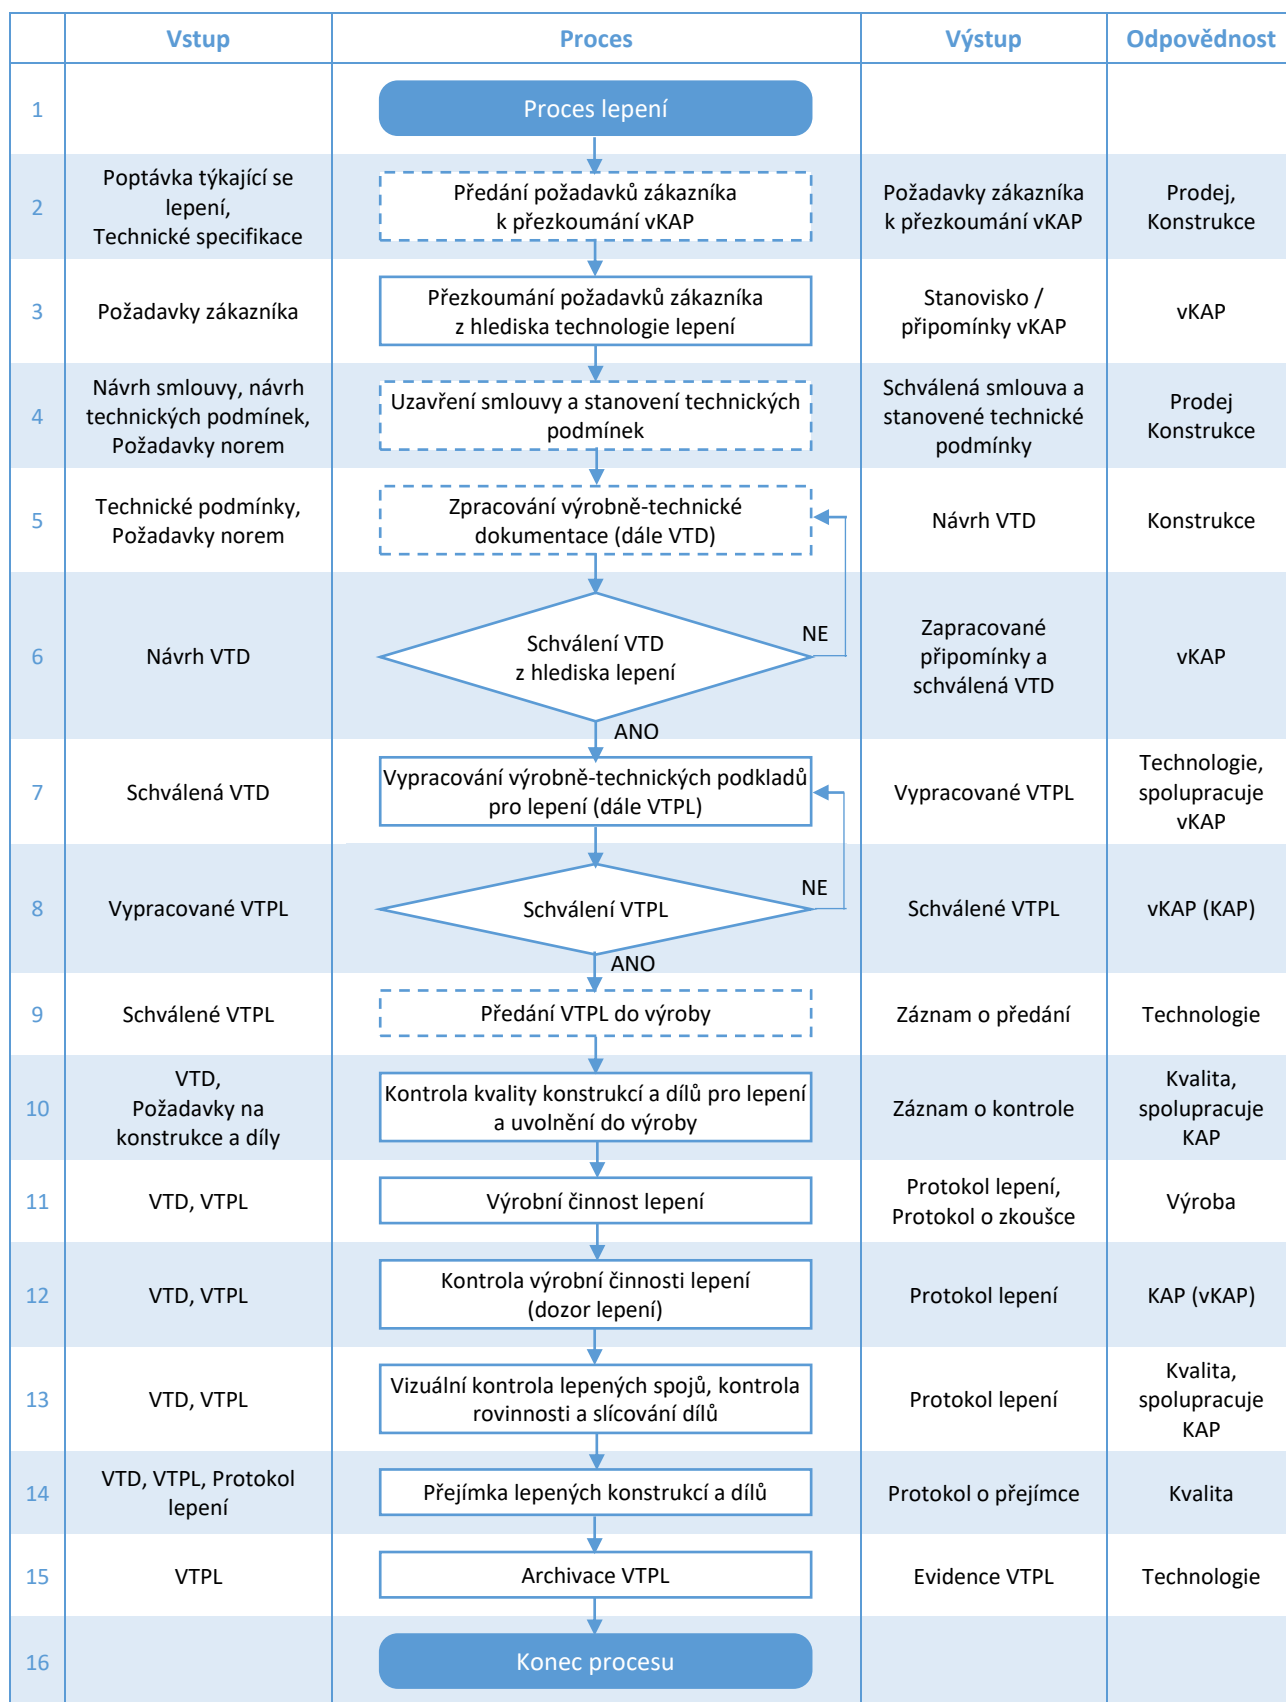 Vstup
Proces
Výstup
Odpovědnost
1
Proces lepení
2
Poptávka týkající se
lepení,
Technické specifikace
Předání požadavků zákazníka
k přezkoumání vKAP
Požadavky zákazníka
k přezkoumání vKAP
Prodej,
Konstrukce
3
Požadavky zákazníka
Přezkoumání požadavků zákazníka
z hlediska technologie lepení
Stanovisko /
připomínky vKAP
vKAP
4
Návrh smlouvy, návrh
technických podmínek,
Požadavky norem
Uzavření smlouvy a stanovení technických
podmínek
Schválená smlouva a
stanovené technické
podmínky
Prodej
Konstrukce
5
Technické podmínky,
Požadavky norem
Zpracování výrobně-technické
dokumentace (dále VTD)
Návrh VTD
Konstrukce
6
Návrh VTD
Schválení VTD
z hlediska lepení
NE
ANO
Zapracované
připomínky a
schválená VTD
vKAP
7
Schválená VTD
Vypracování výrobně-technických podkladů
pro lepení (dále VTPL)
Vypracované VTPL
Technologie,
spolupracuje
vKAP
8
Vypracované VTPL
Schválení VTPL
NE
ANO
Schválené VTPL
vKAP (KAP)
9
Schválené VTPL
Předání VTPL do výroby
Záznam o předání
Technologie
10
VTD,
Požadavky na
konstrukce a díly
Kontrola kvality konstrukcí a dílů pro lepení
a uvolnění do výroby
Záznam o kontrole
Kvalita,
spolupracuje
KAP
11
VTD, VTPL
Výrobní činnost lepení
Protokol lepení,
Protokol o zkoušce
Výroba
12
VTD, VTPL
Kontrola výrobní činnosti lepení
(dozor lepení)
Protokol lepení
KAP (vKAP)
13
VTD, VTPL
Vizuální kontrola lepených spojů, kontrola
rovinnosti a slícování dílů
Protokol lepení
Kvalita,
spolupracuje
KAP
14
VTD, VTPL, Protokol
lepení
Přejímka lepených konstrukcí a dílů
Protokol o přejímce
Kvalita
15
VTPL
Archivace VTPL
Evidence VTPL
Technologie
16
Konec procesu